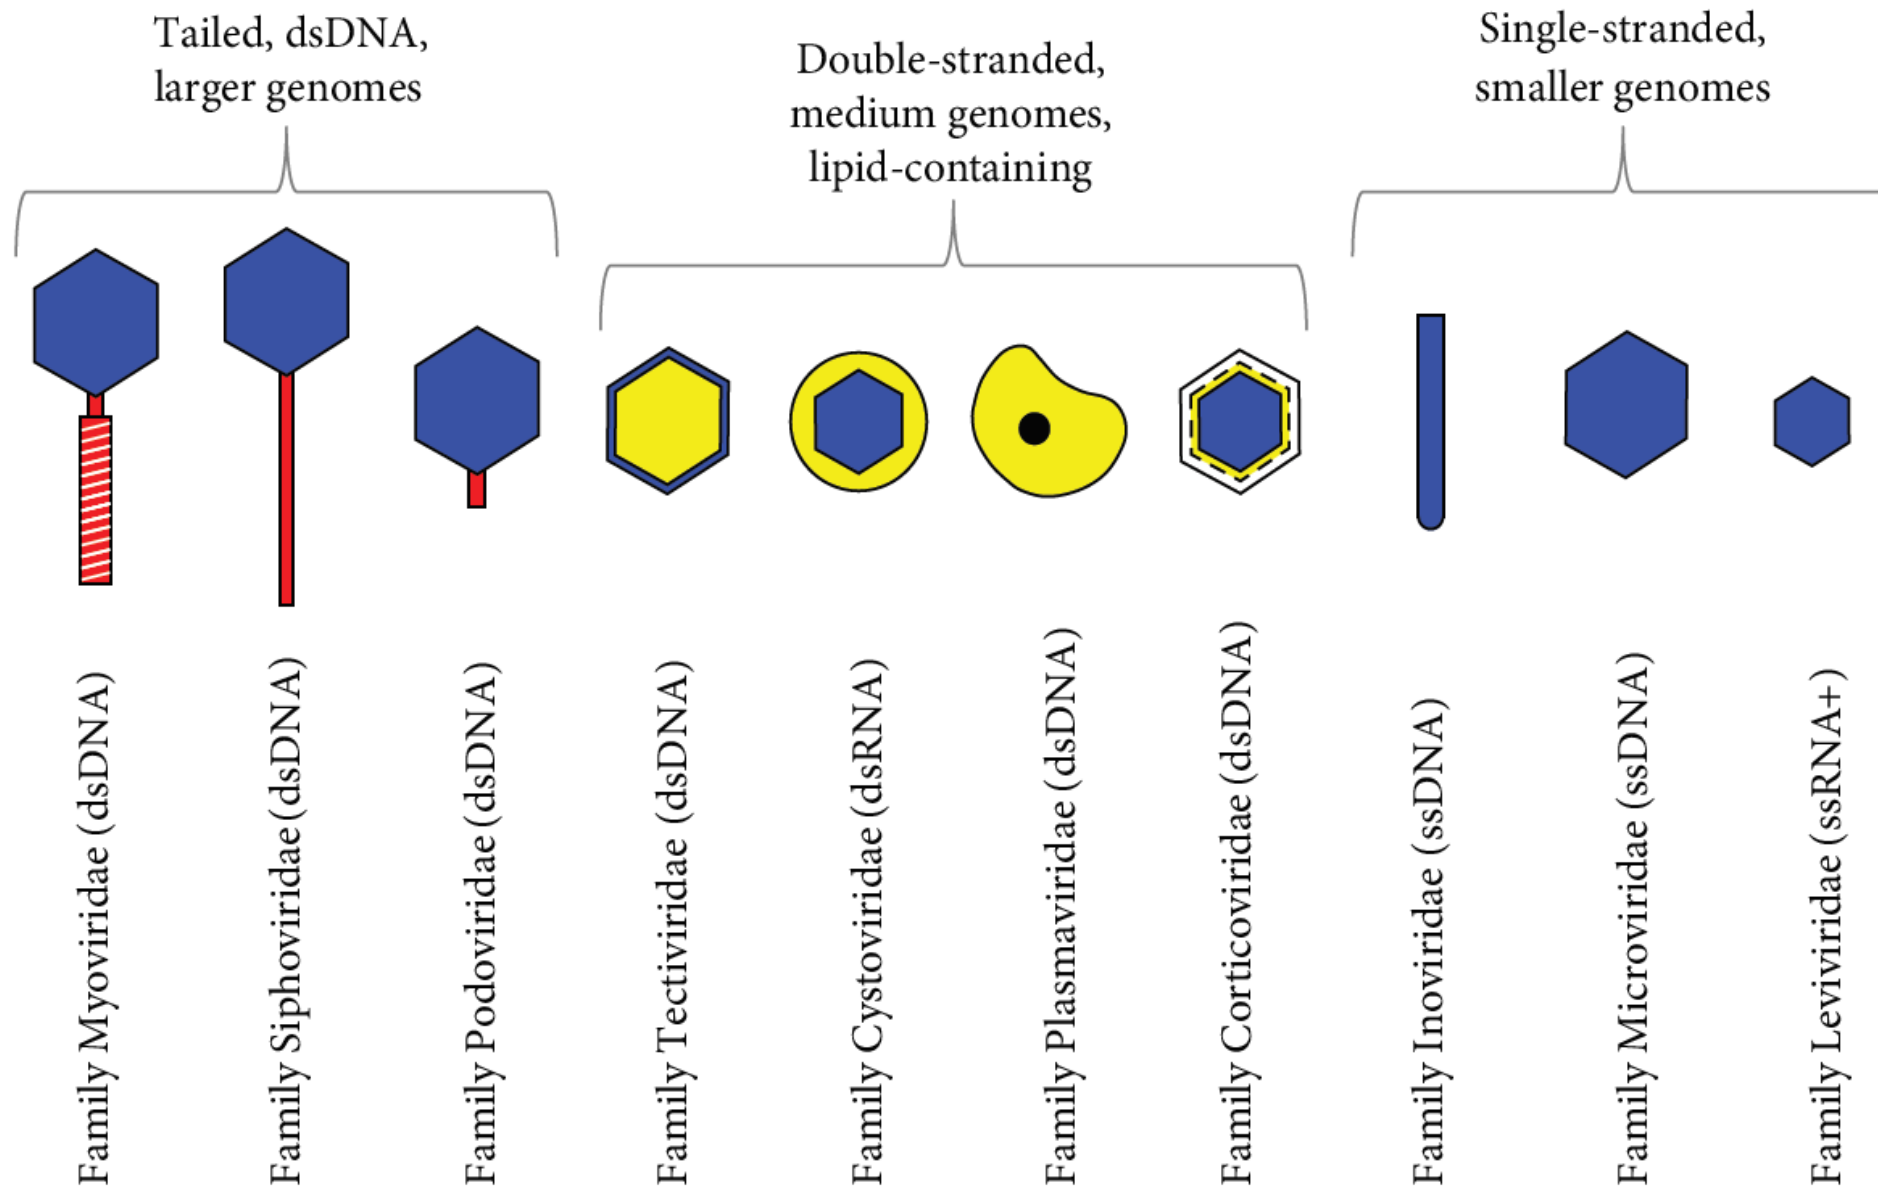 Tailed, dsDNA,
larger genomes
Double-stranded,
medium genomes,
lipid-containing
Single-stranded,
smaller genomes
Family Myoviridae (dsDNA)
Family Siphoviridae(dsDNA)
Family Podoviridae(dsDNA)
Family Tectiviridae (dsDNA)
Family Cystoviridae (dsRNA)
Family Plasmaviridae (dsDNA)
Family Corticoviridae (dsDNA)
Family Inoviridae (ssDNA)
Family Microviridae (ssDNA)
Family Leviviridae (ssRNA+)